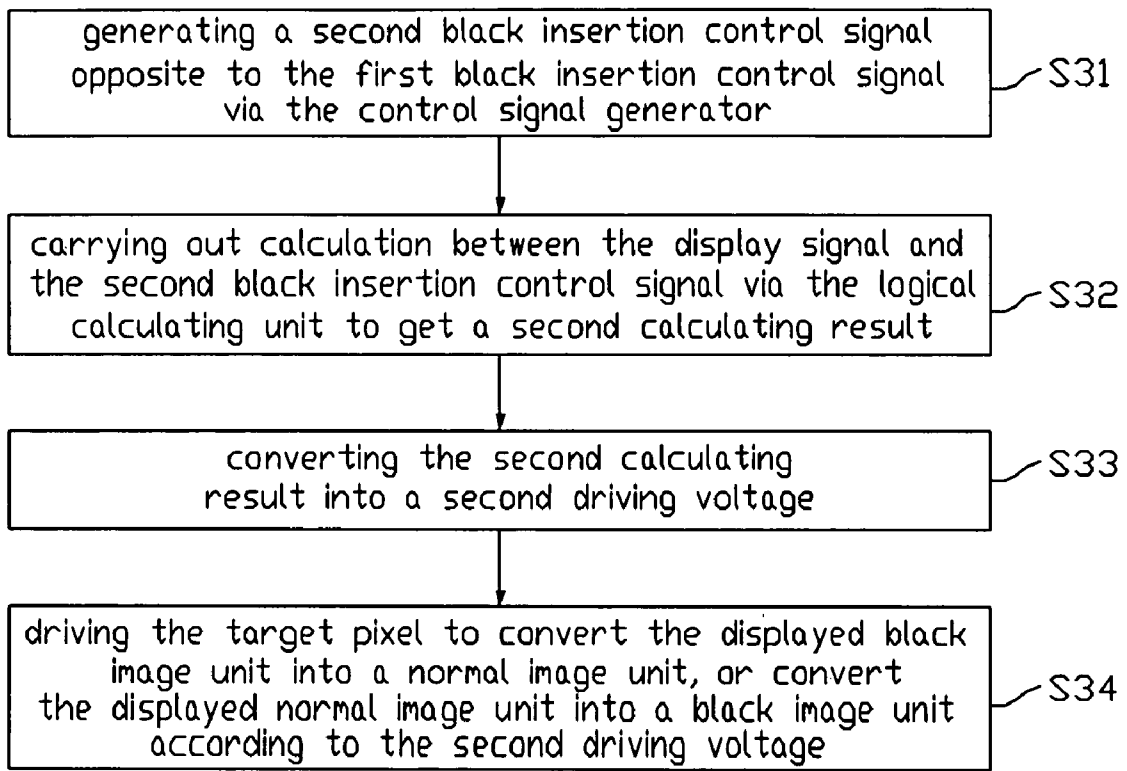 generating a second black insertion control signal
opposite to the first black insertion control signal
via the control signal generator
S31
carrying out calculation between the display signal and
the second black insertion control signal via the logical
calculating unit to get a second calculating result
S32
converting the second calculating
result into a second driving voltage
S33
driving the target pixel to convert the displayed black
image unit into a normal image unit, or convert
the displayed normal image unit into a black image unit
according to the second driving voltage
S34